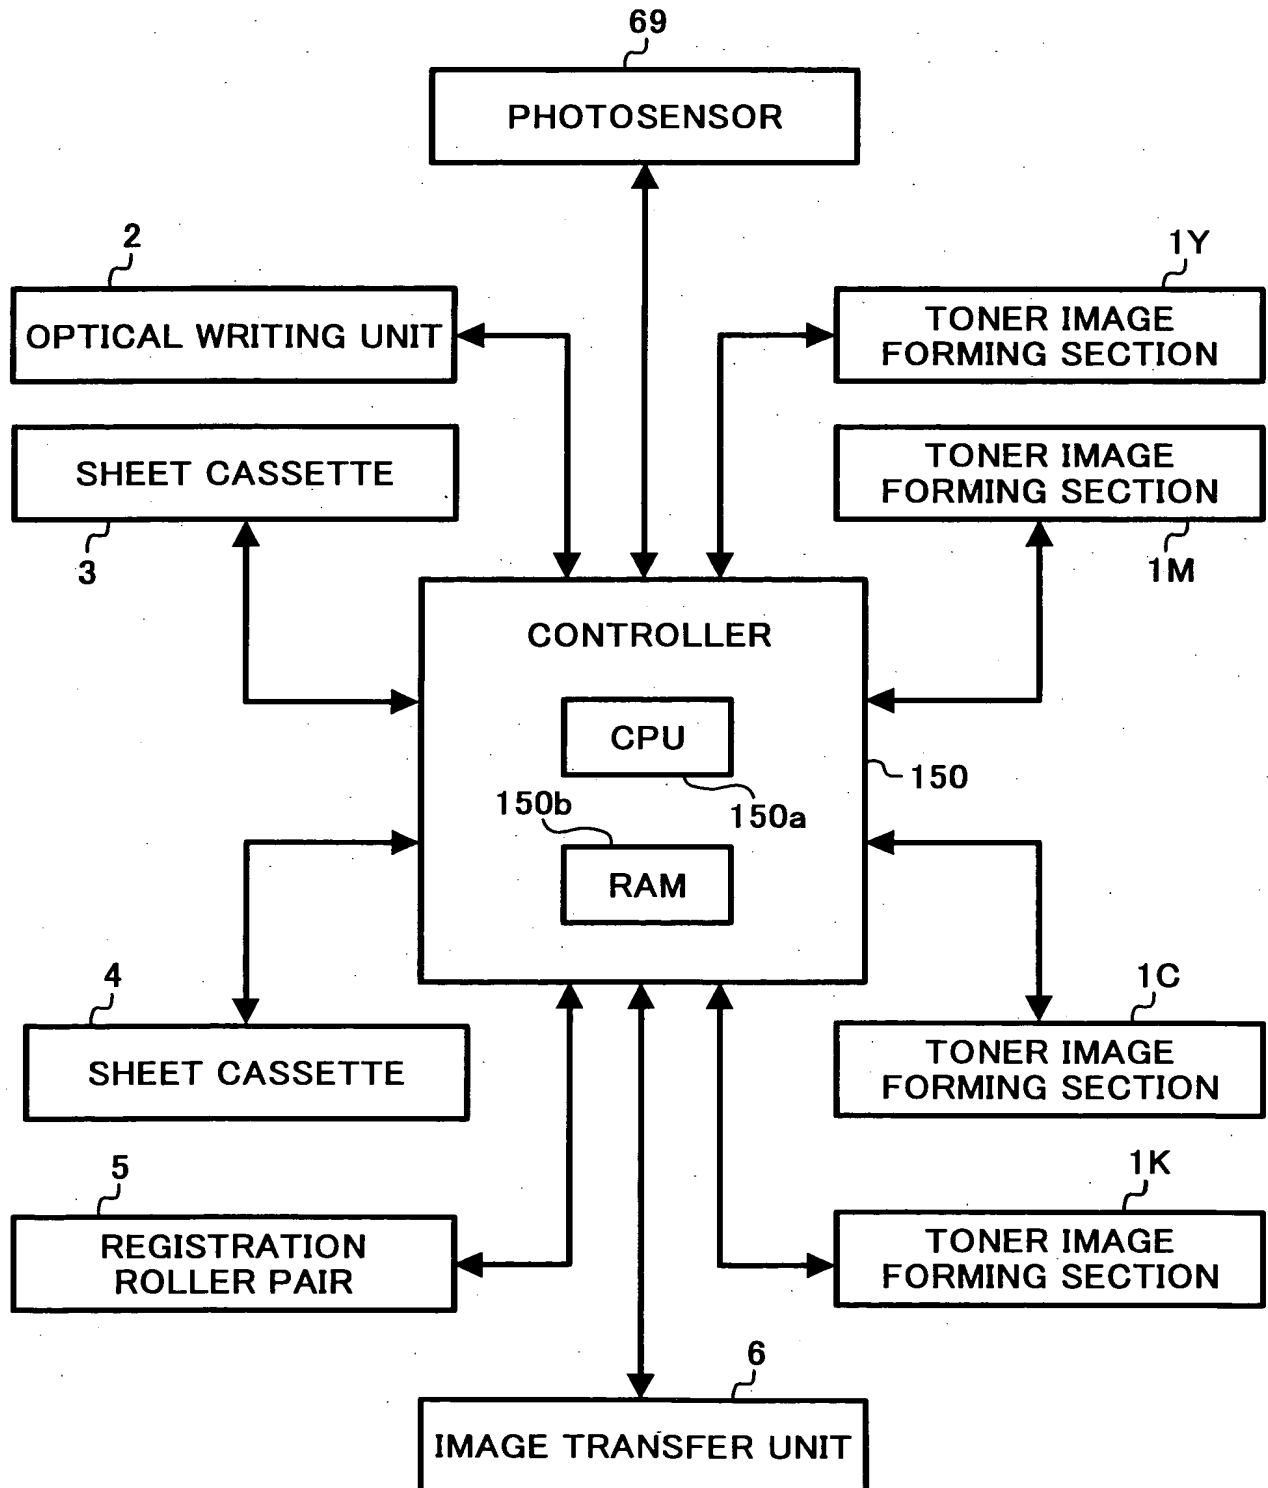 69
PHOTOSENSOR
2
OPTICAL WRITING UNIT
1Y
TONER IMAGE
FORMING SECTION
SHEET CASSETTE
3
TONER IMAGE
FORMING SECTION
1M
CONTROLLER
CPU
150a
150
150b
RAM
4
SHEET CASSETTE
1C
TONER IMAGE
FORMING SECTION
5
REGISTRATION
ROLLER PAIR
1K
TONER IMAGE
FORMING SECTION
6
IMAGE TRANSFER UNIT